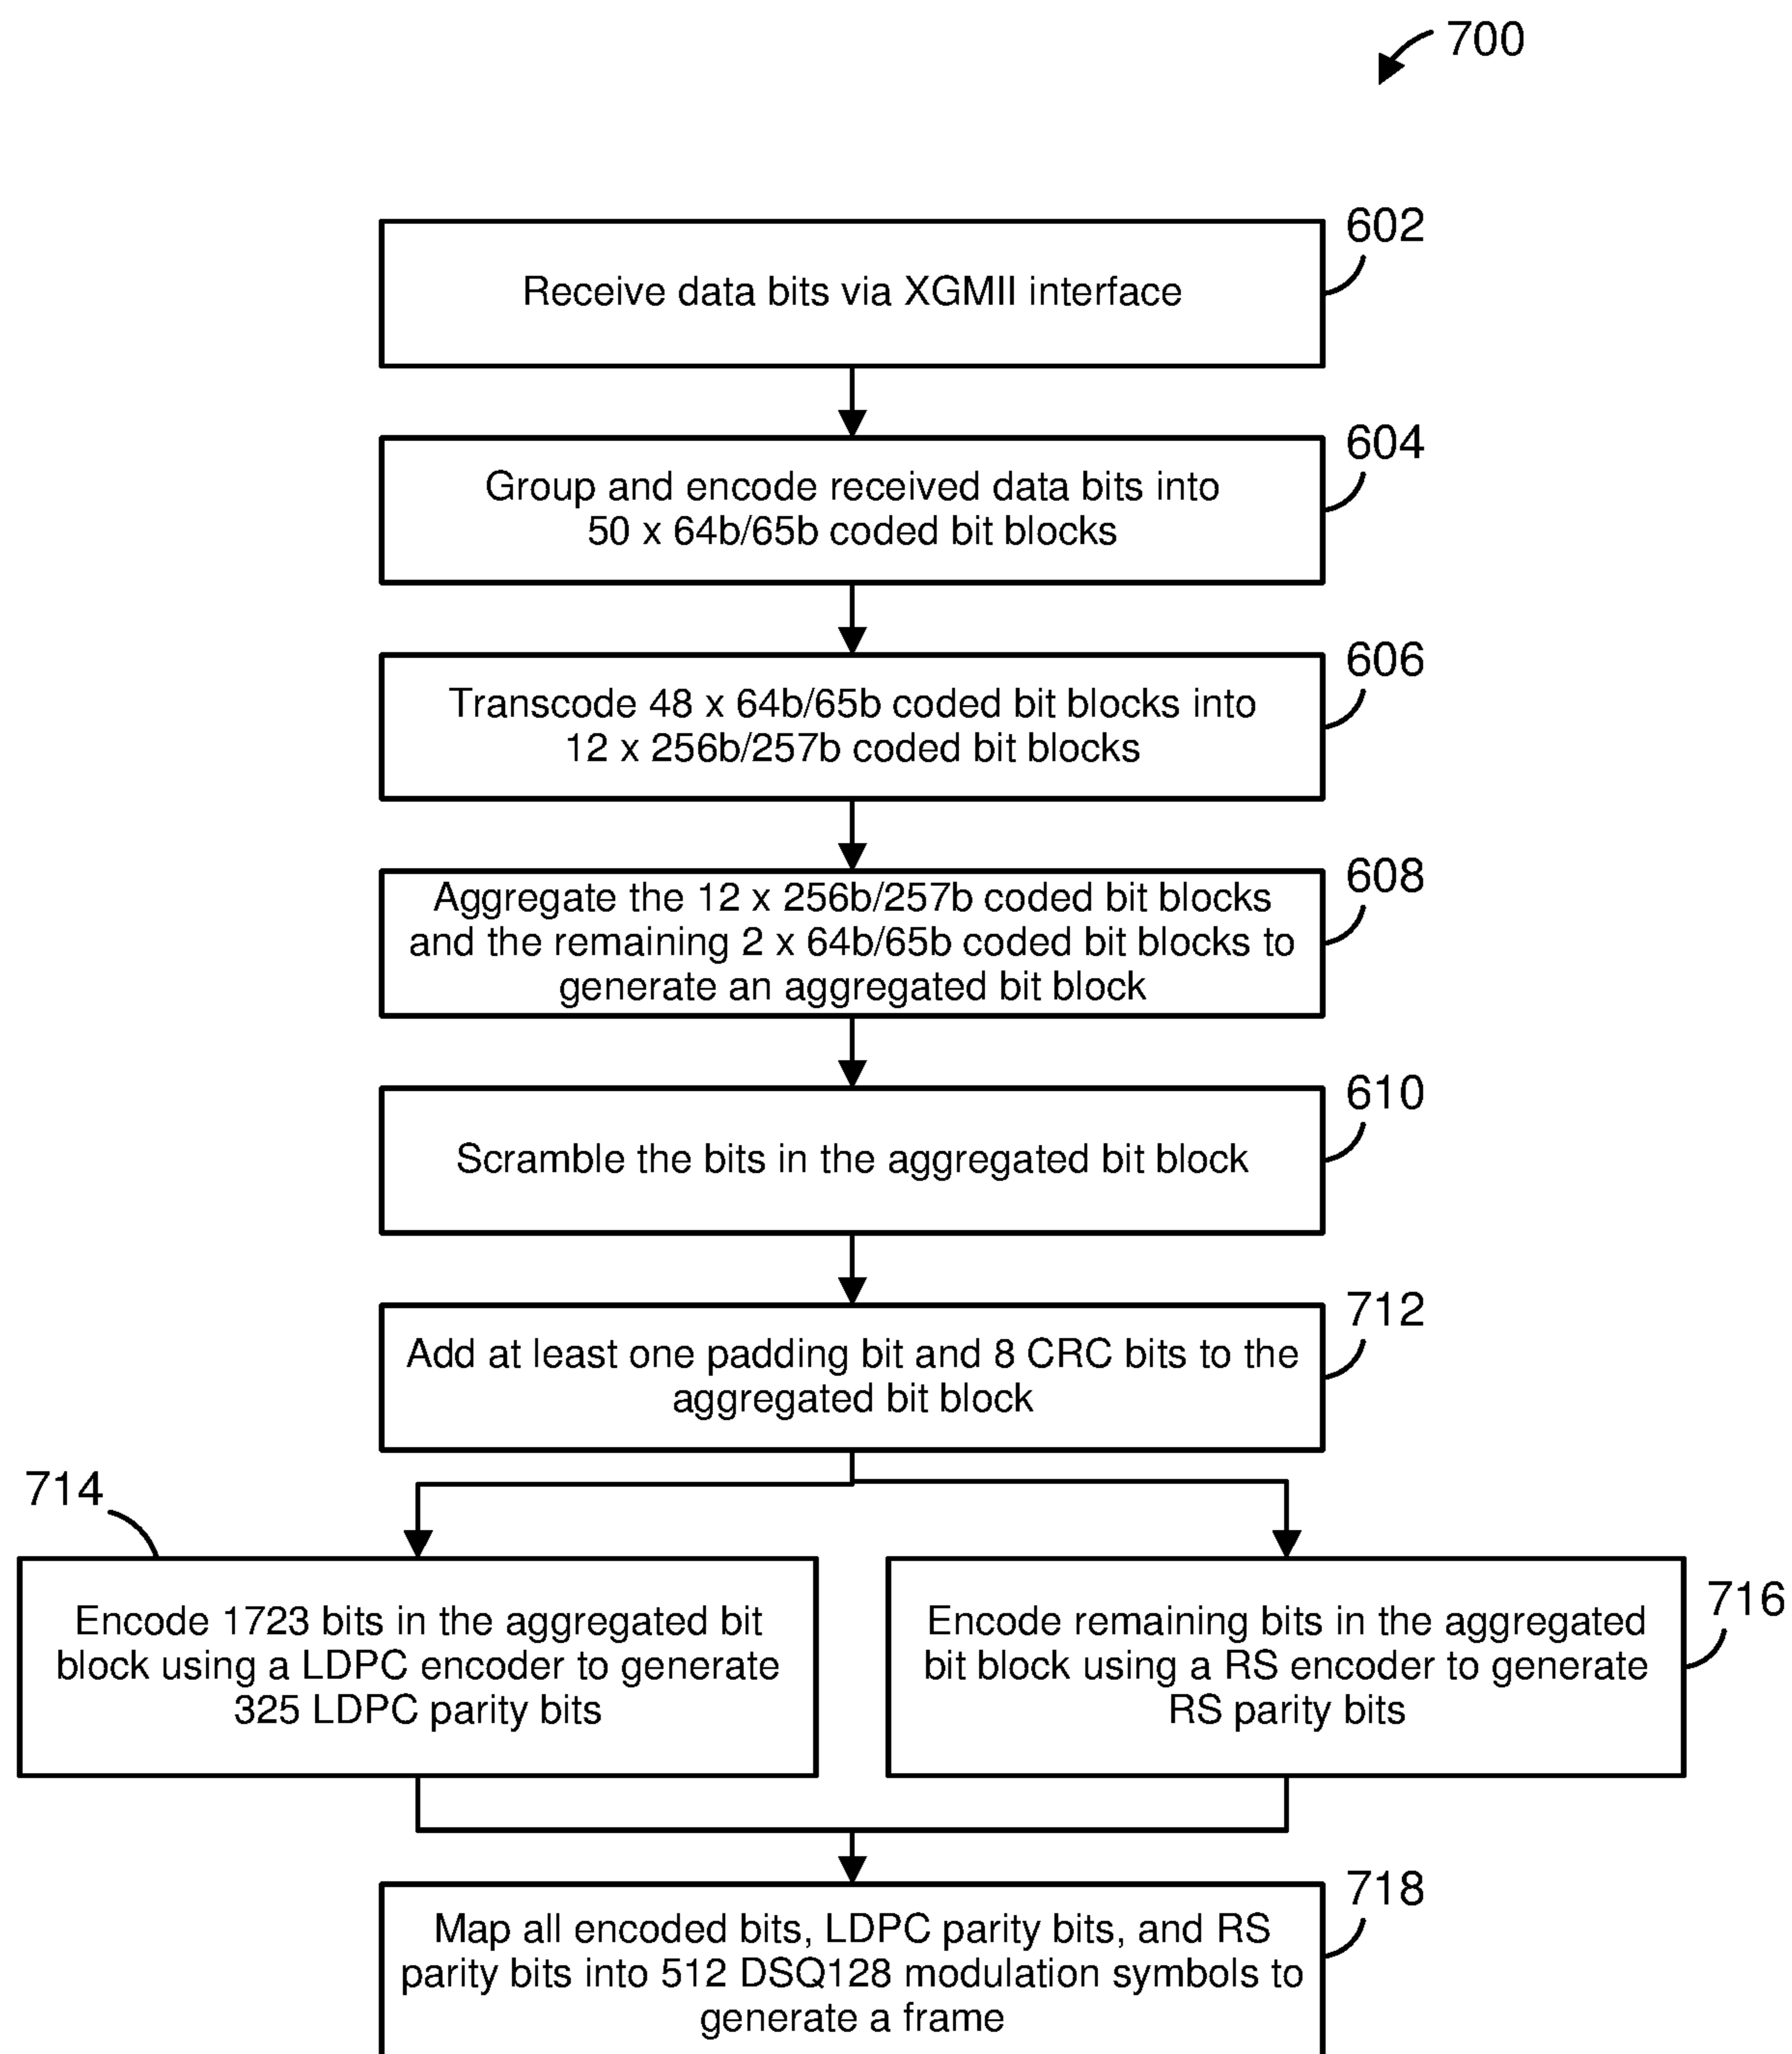 700
602
Receive data bits via XGMII interface
604
Group and encode received data bits into
50 x 64b/65b coded bit blocks
606
Transcode 48 x 64b/65b coded bit blocks into
12 x 256b/257b coded bit blocks
608
Aggregate the 12 x 256b/257b coded bit blocks
and the remaining 2 x 64b/65b coded bit blocks to
generate an aggregated bit block
610
Scramble the bits in the aggregated bit block
712
Add at least one padding bit and 8 CRC bits to the
aggregated bit block
714
Encode 1723 bits in the aggregated bit
block using a LDPC encoder to generate
325 LDPC parity bits
716
Encode remaining bits in the aggregated
bit block using a RS encoder to generate
RS parity bits
718
Map all encoded bits, LDPC parity bits, and RS
parity bits into 512 DSQ128 modulation symbols to
generate a frame